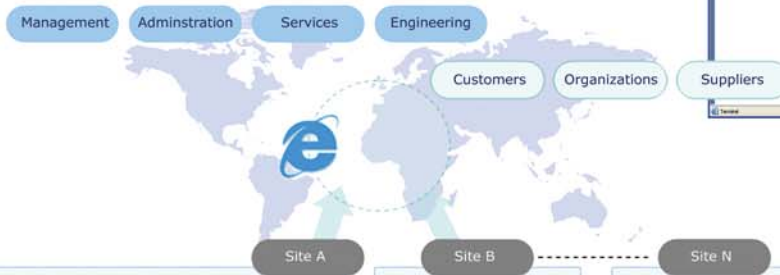 Management Adminstration Services Engineering
Customers Organizations Suppliers
Site A Site B Site N